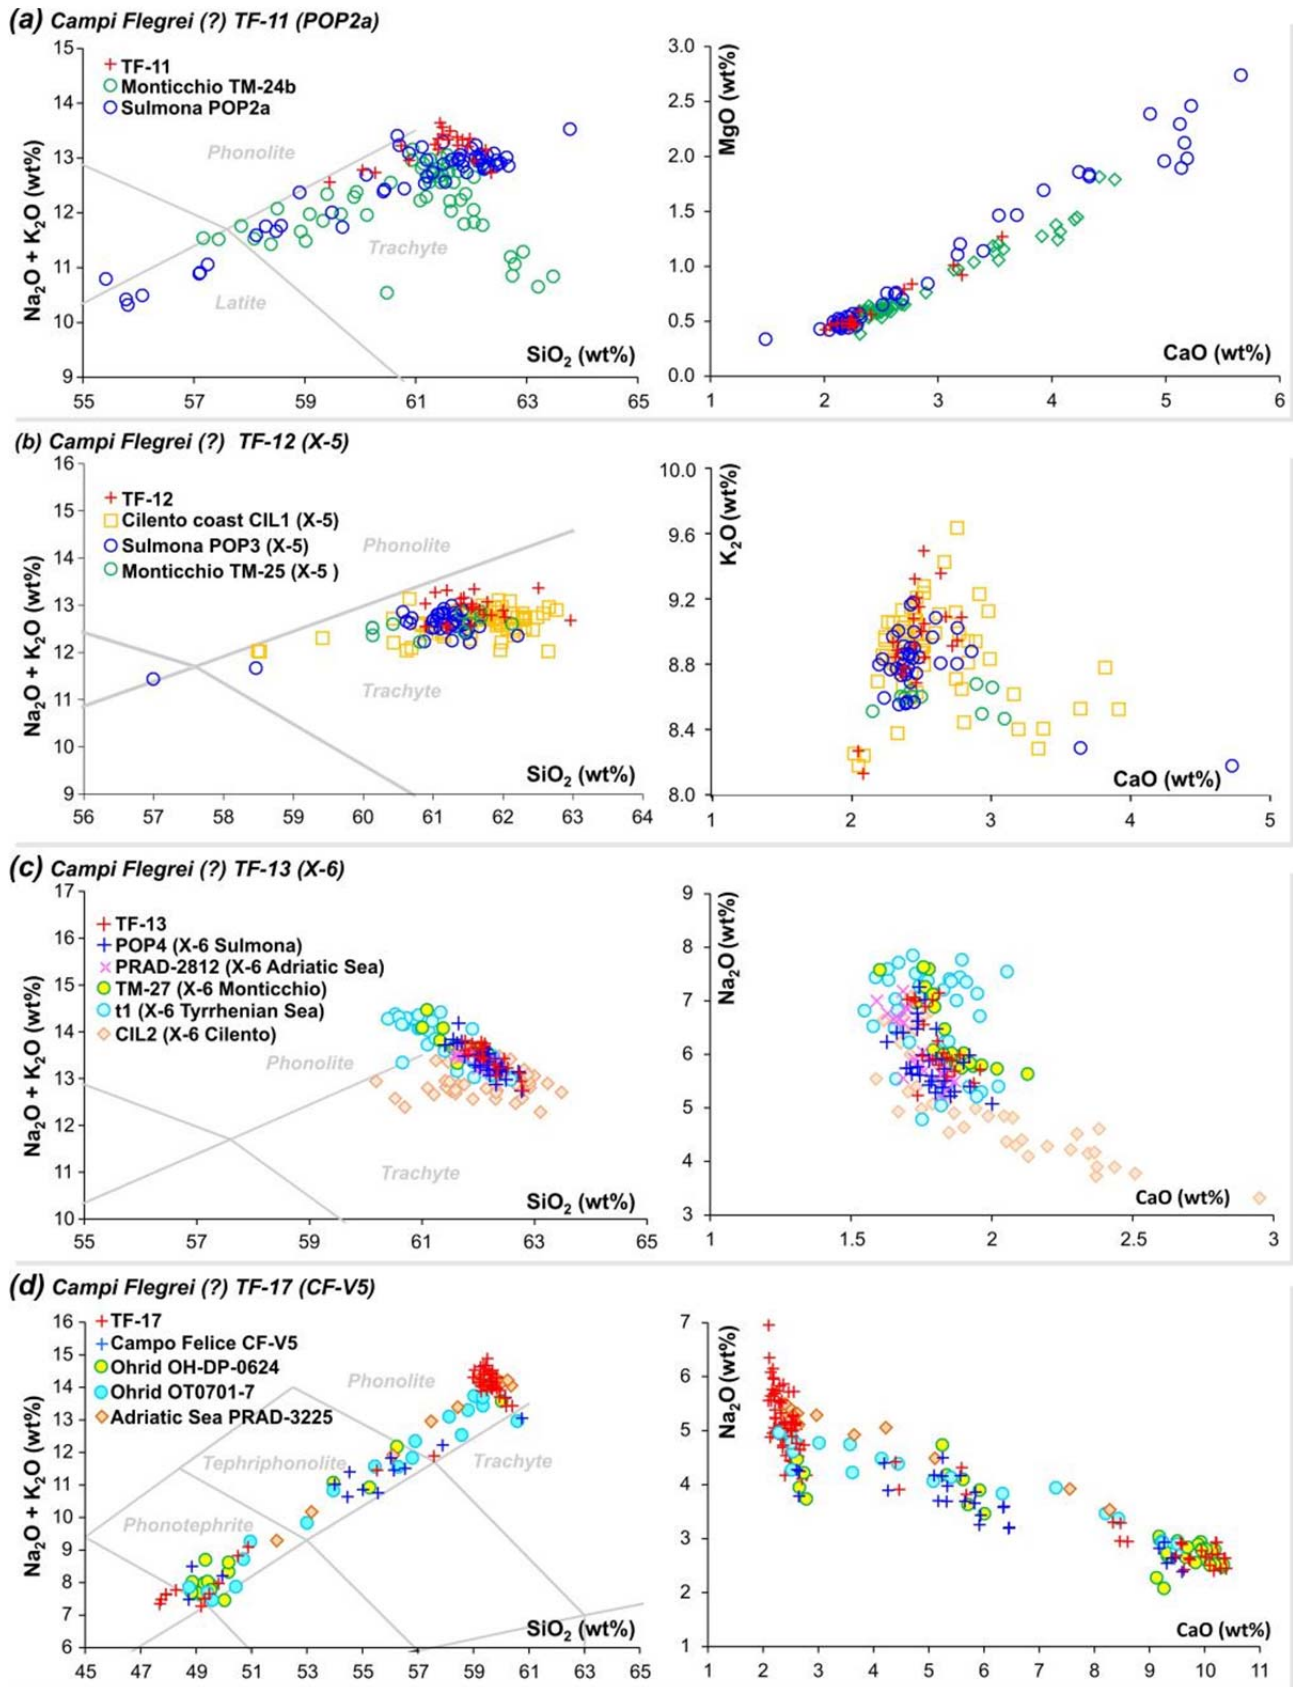 (a) Campi Flegrei (?) TF-11 (POP2a)
15
14
13
12
11
10
9
Na2O + K2O (wt%)
TF-11
Monticchio TM-24b
Sulmona POP2a
Phonolite
Trachyte
Latite
SiO2 (wt%)
55 57 59 61 63 65
3.0
2.5
2.0
1.5
1.0
0.5
0.0
MgO (wt%)
CaO (wt%)
1 2 3 4 5 6
(b) Campi Flegrei (?) TF-12 (X-5)
16
15
14
13
12
11
10
9
Na2O + K2O (wt%)
TF-12
Cilento coast CIL1 (X-5)
Sulmona POP3 (X-5)
Monticchio TM-25 (X-5 )
Phonolite
Trachyte
SiO2 (wt%)
56 57 58 59 60 61 62 63 64
10.0
9.6
9.2
8.8
8.4
8.0
K2O (wt%)
CaO (wt%)
1 2 3 4 5
(c) Campi Flegrei (?) TF-13 (X-6)
17
16
15
14
13
12
11
10
Na2O + K2O (wt%)
TF-13
POP4 (X-6 Sulmona)
PRAD-2812 (X-6 Adriatic Sea)
TM-27 (X-6 Monticchio)
t1 (X-6 Tyrrhenian Sea)
CIL2 (X-6 Cilento)
Phonolite
Trachyte
SiO2 (wt%)
55 57 59 61 63 65
9
8
7
6
5
4
3
Na2O (wt%)
CaO (wt%)
1 1.5 2 2.5 3
(d) Campi Flegrei (?) TF-17 (CF-V5)
16
15
14
13
12
11
10
9
8
7
6
Na2O + K2O (wt%)
TF-17
Campo Felice CF-V5
Ohrid OH-DP-0624
Ohrid OT0701-7
Adriatic Sea PRAD-3225
Phonolite
Tephriphonolite
Trachyte
Phonotephrite
SiO2 (wt%)
45 47 49 51 53 55 57 59 61 63 65
7
6
5
4
3
2
1
Na2O (wt%)
CaO (wt%)
1 2 3 4 5 6 7 8 9 10 11